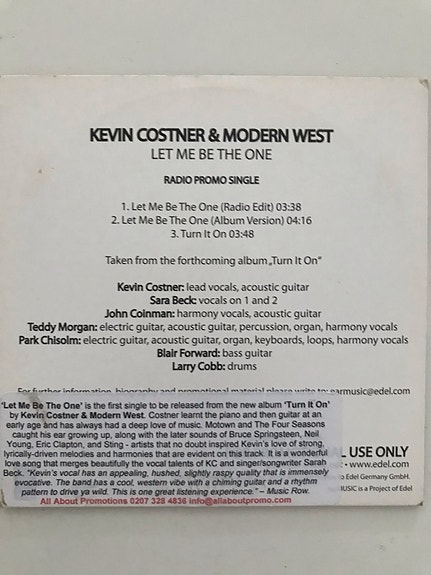 KEVIN COSTNER & MODERN WEST
LET ME BE THE ONE
RADIO PROMO SINGLE
1. Let Me Be The One (Radio Edit) 03:38
2. Let Me Be The One (Album Version) 04:16
3. Turn It On 03:48
Taken from the forthcoming album „Turn It On"
Kevin Costner: lead vocals, acoustic guitar
Sara Beck: vocals on 1 and 2
John Coinman: harmony vocals, acoustic guitar
Teddy Morgan: electric guitar, acoustic guitar, percussion, organ, harmony vocals
Park Chisolm: electric guitar, acoustic guitar, organ, keyboards, loops, harmony vocals
Blair Forward: bass guitar
Larry Cobb: drums
For further information, biography and promotional material please write to: earmusic@edel.com
'Let Me Be The One' is the first single to be released from the new album 'Turn It On'
by Kevin Costner & Modern West. Costner learnt the piano and then guitar at an
early age and has always had a deep love of music. Motown and The Four Seasons
caught his ear growing up, along with the later sounds of Bruce Springsteen, Neil
Young, Eric Clapton, and Sting - artists that no doubt inspired Kevin's love of strong,
lyrically-driven melodies and harmonies that are evident on this track. It is a wonderful
love song that merges beautifully the vocal talents of KC and singer/songwriter Sarah
Beck. "Kevin's vocal has an appealing, hushed, slightly raspy quality that is immensely
evocative. The band has a cool, western vibe with a chiming guitar and a rhythm
pattern to drive ya wild. This is one great listening experience." – Music Row.
All About Promotions 0207 328 4836 info@allaboutpromo.com
USE ONLY
• www.edel.com
o Edel Germany GmbH.
MUSIC is a Project of Edel